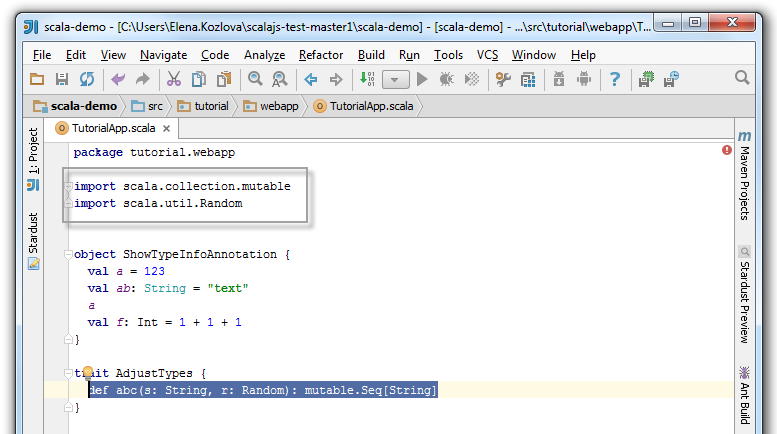 scala-demo - [C:\Users\Elena.Kozlova\scalajs-test-master1\scala-demo] - [scala-demo] - ...\src\tutorial\webapp\T...
File Edit View Navigate Code Analyze Refactor Build Run Tools VCS Window Help
scala-demo src tutorial webapp TutorialApp.scala
TutorialApp.scala
1: Project
Stardust
package tutorial.webapp
import scala.collection.mutable
import scala.util.Random
object ShowTypeInfoAnnotation {
val a = 123
val ab: String = "text"
a
val f: Int = 1 + 1 + 1
}
trait AdjustTypes {
def abc(s: String, r: Random): mutable.Seq[String]
}
Maven Projects
Stardust Preview
Ant Build